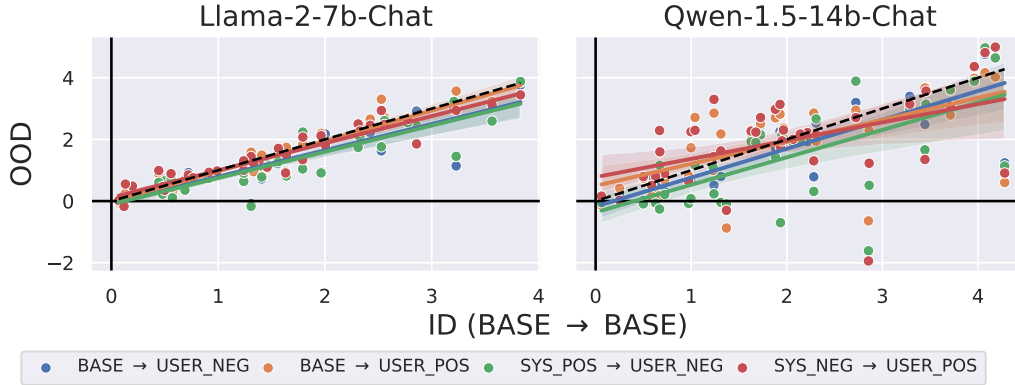 Llama-2-7b-Chat Qwen-1.5-14b-Chat
4
2
0
−2
OOD
0 1 2 3 4 0 1 2 3 4
ID (BASE → BASE)
BASE → USER_NEG BASE → USER_POS SYS_POS → USER_NEG SYS_NEG → USER_POS